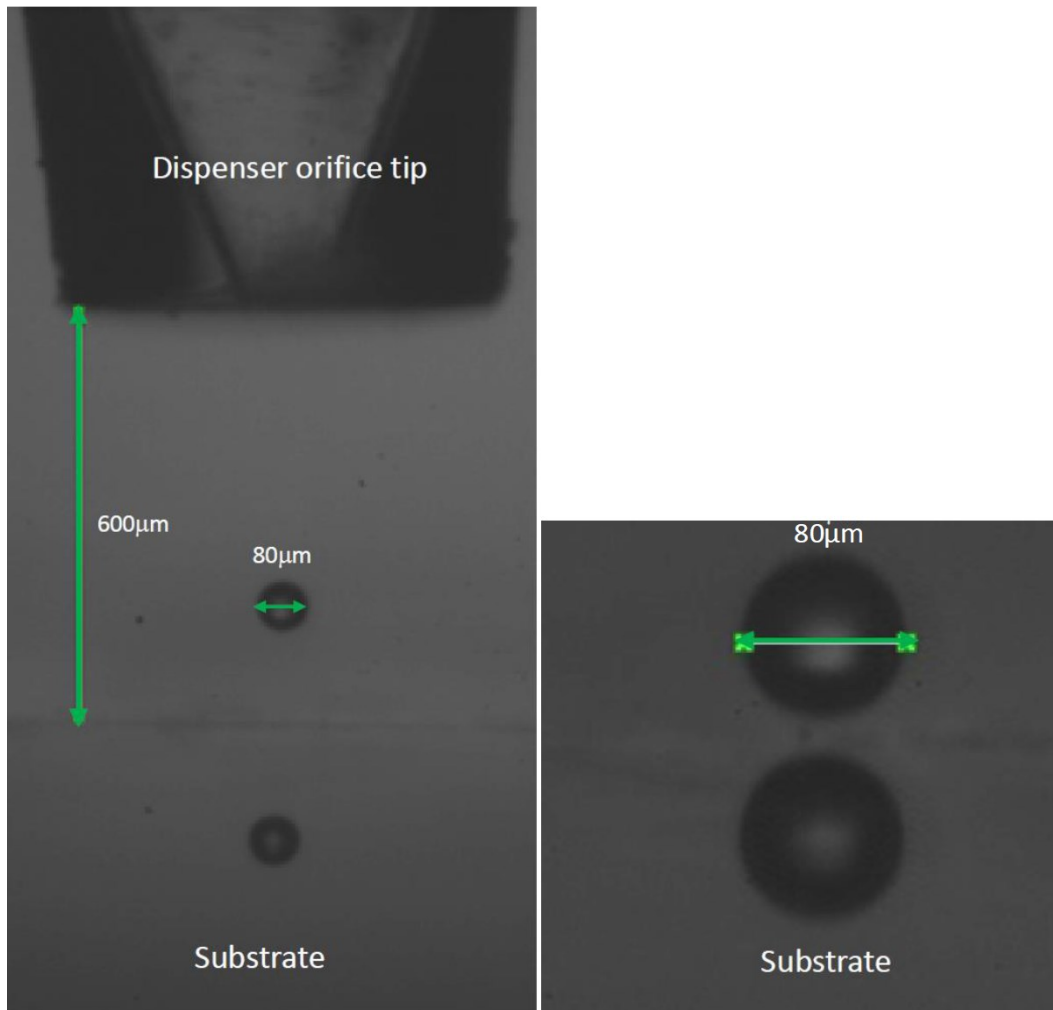 Dispenser orifice tip
600μm
80μm
Substrate
80μm
Substrate